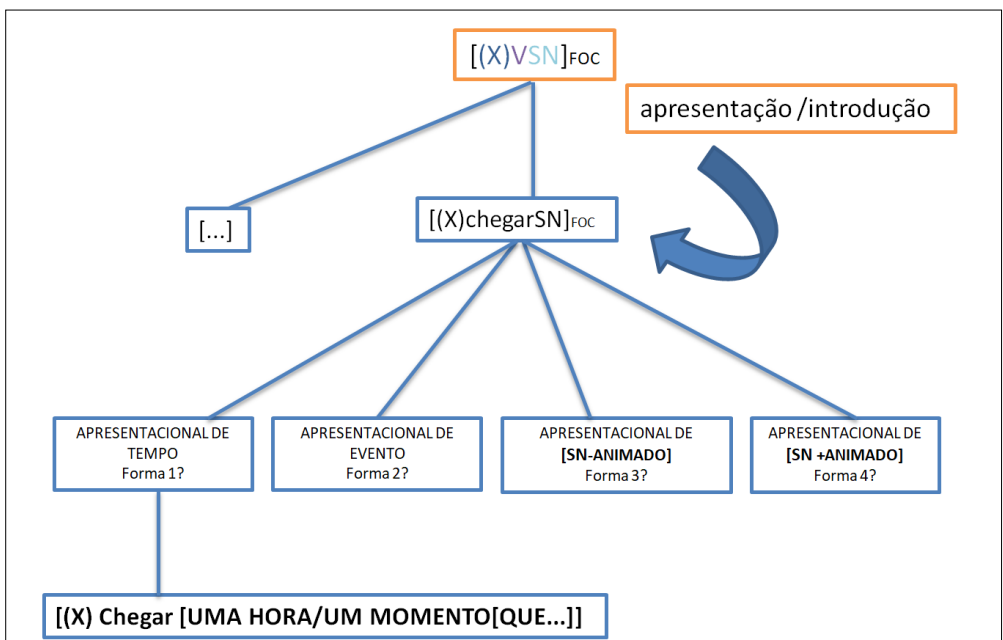 [(X)VSN]FOC
apresentação/introdução
[...]
[(X)chegarSN]FOC
APRESENTACIONAL DE
TEMPO
Forma 1?
APRESENTACIONAL DE
EVENTO
Forma 2?
APRESENTACIONAL DE
[SN-ANIMADO]
Forma 3?
APRESENTACIONAL DE
[SN +ANIMADO]
Forma 4?
[(X) Chegar [UMA HORA/UM MOMENTO[QUE...]]